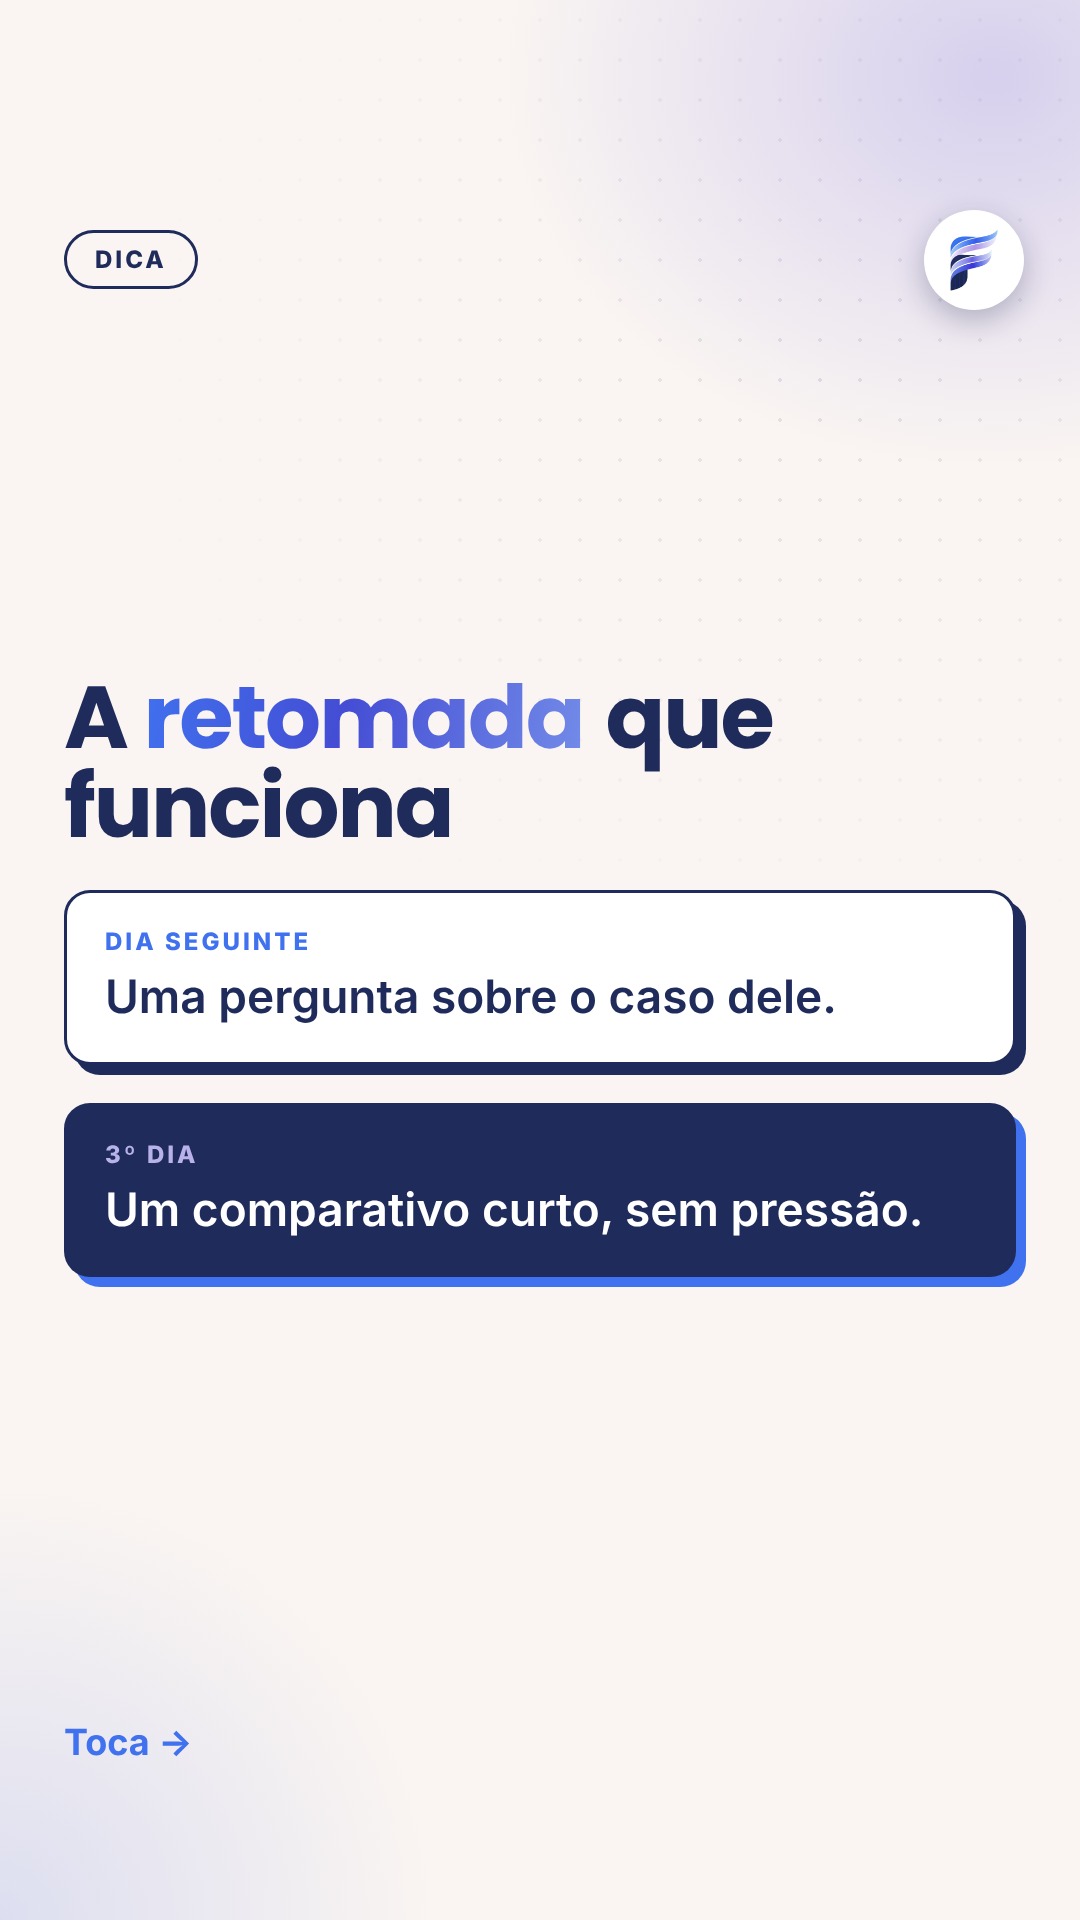 DICA
A retomada que
funciona
DIA SEGUINTE
Uma pergunta sobre o caso dele.
3º DIA
Um comparativo curto, sem pressão.
Toca →